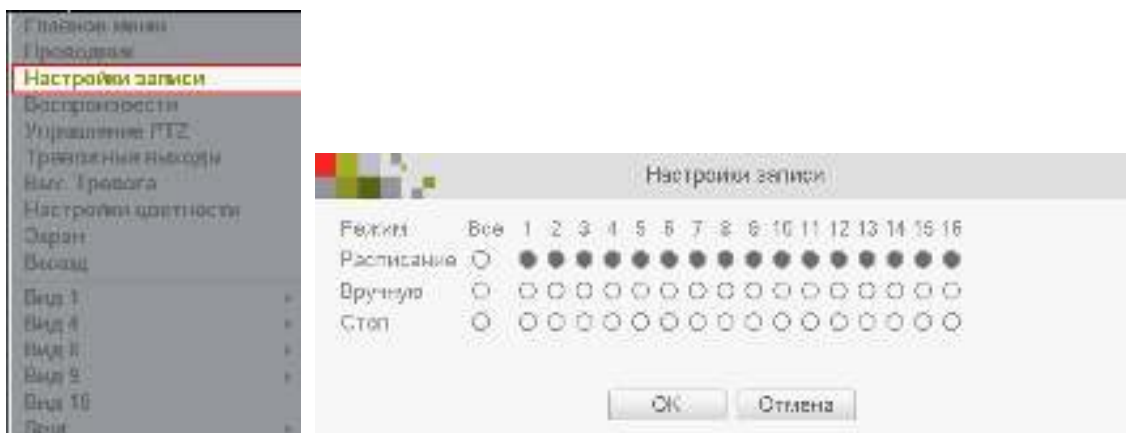 Главное меню
Проводник
Настройки записи
Воспроизвести
Управление PTZ
Тревожные выходы
Выс. Тревога
Настройки цветности
Экран
Выход
Вид 1
Вид 4
Вид 8
Вид 9
Вид 16
Настройки записи
Режим Все 1 2 3 4 5 6 7 8 9 10 11 12 13 14 15 16
Расписание
Вручную
Стоп
OK Отмена